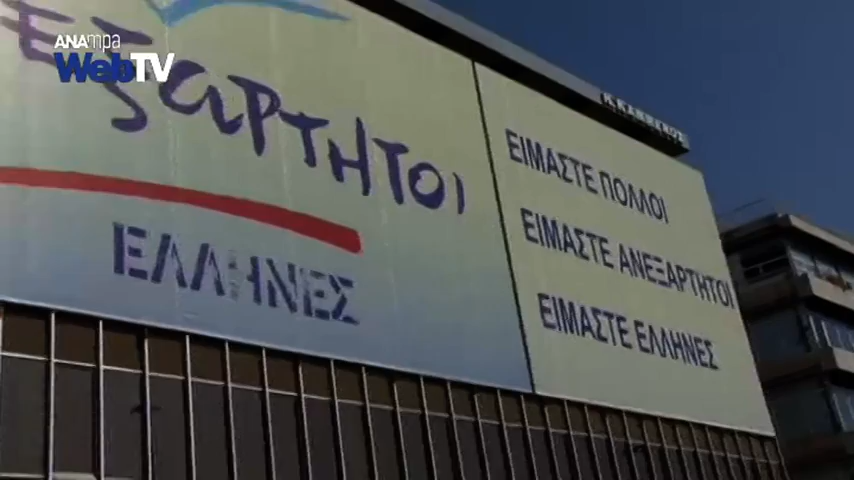 ANAmpa
WebTV
εξαρτητοι
ΕΛΛΗΝΕΣ
ΕΙΜΑΣΤΕ ΠΟΛΛΟΙ
ΕΙΜΑΣΤΕ ΑΝΕΞΑΡΤΗΤΟΙ
ΕΙΜΑΣΤΕ ΕΛΛΗΝΕΣ